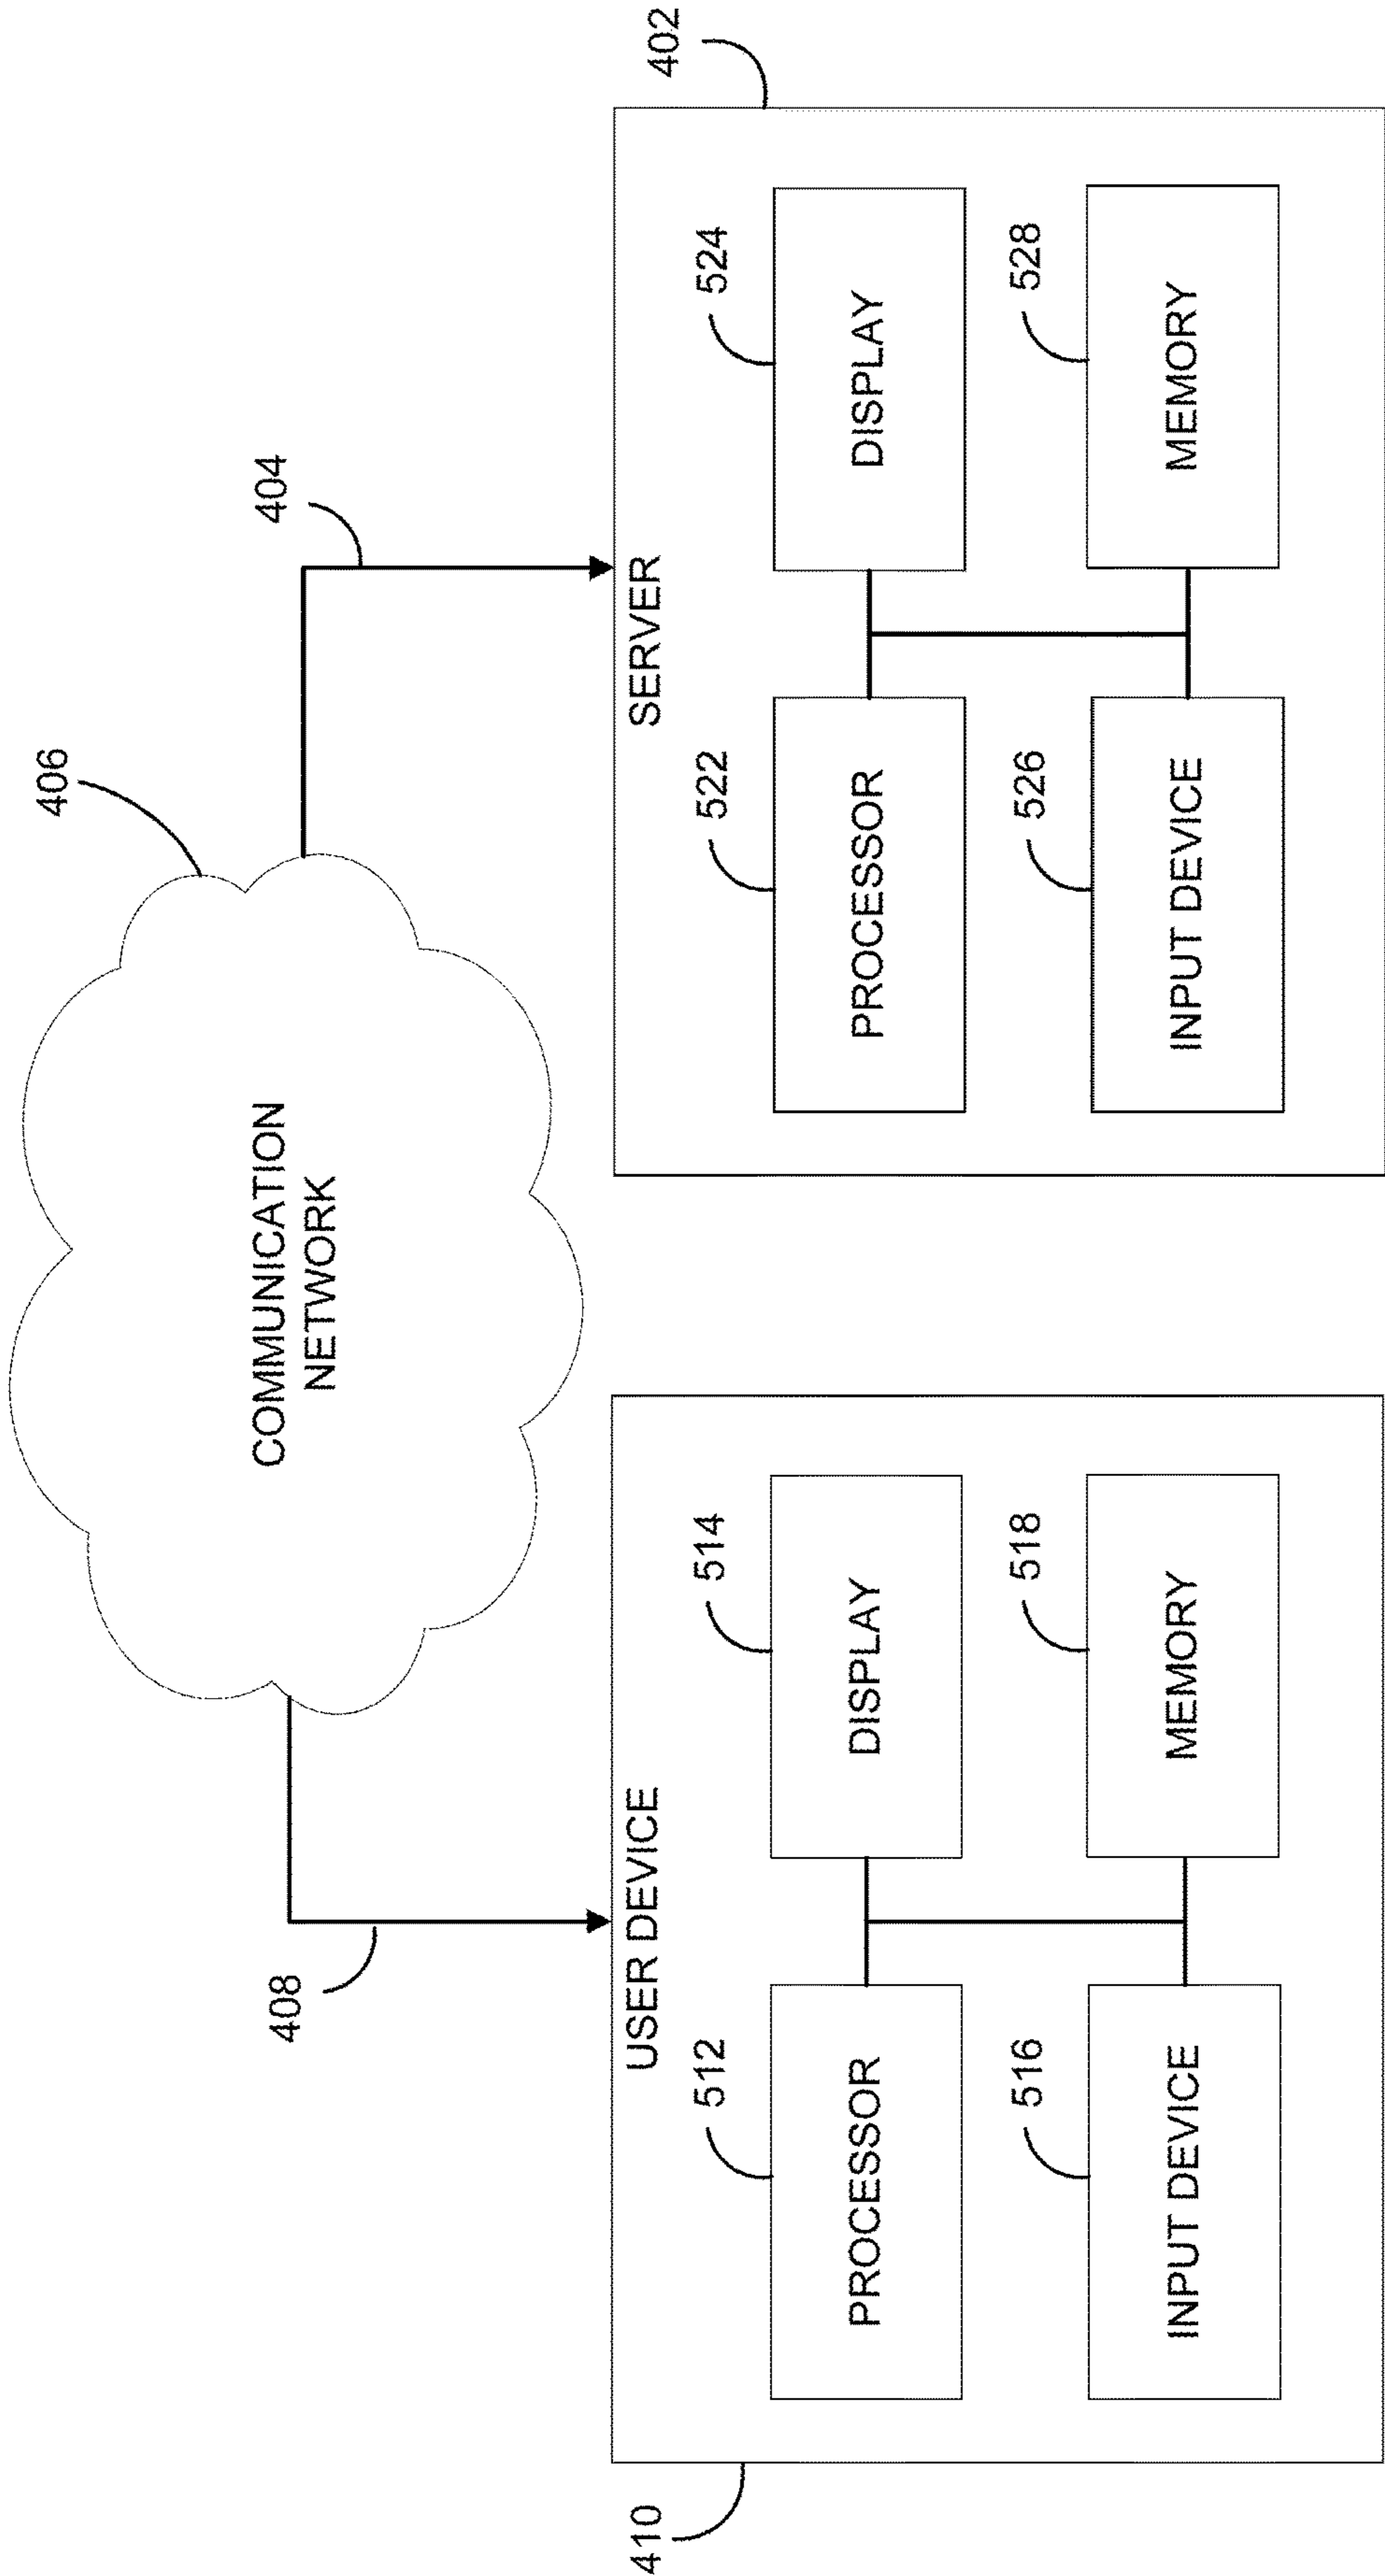 406
COMMUNICATION
NETWORK
408
404
410
USER DEVICE
512
PROCESSOR
514
DISPLAY
516
INPUT DEVICE
518
MEMORY
402
SERVER
522
PROCESSOR
524
DISPLAY
526
INPUT DEVICE
528
MEMORY